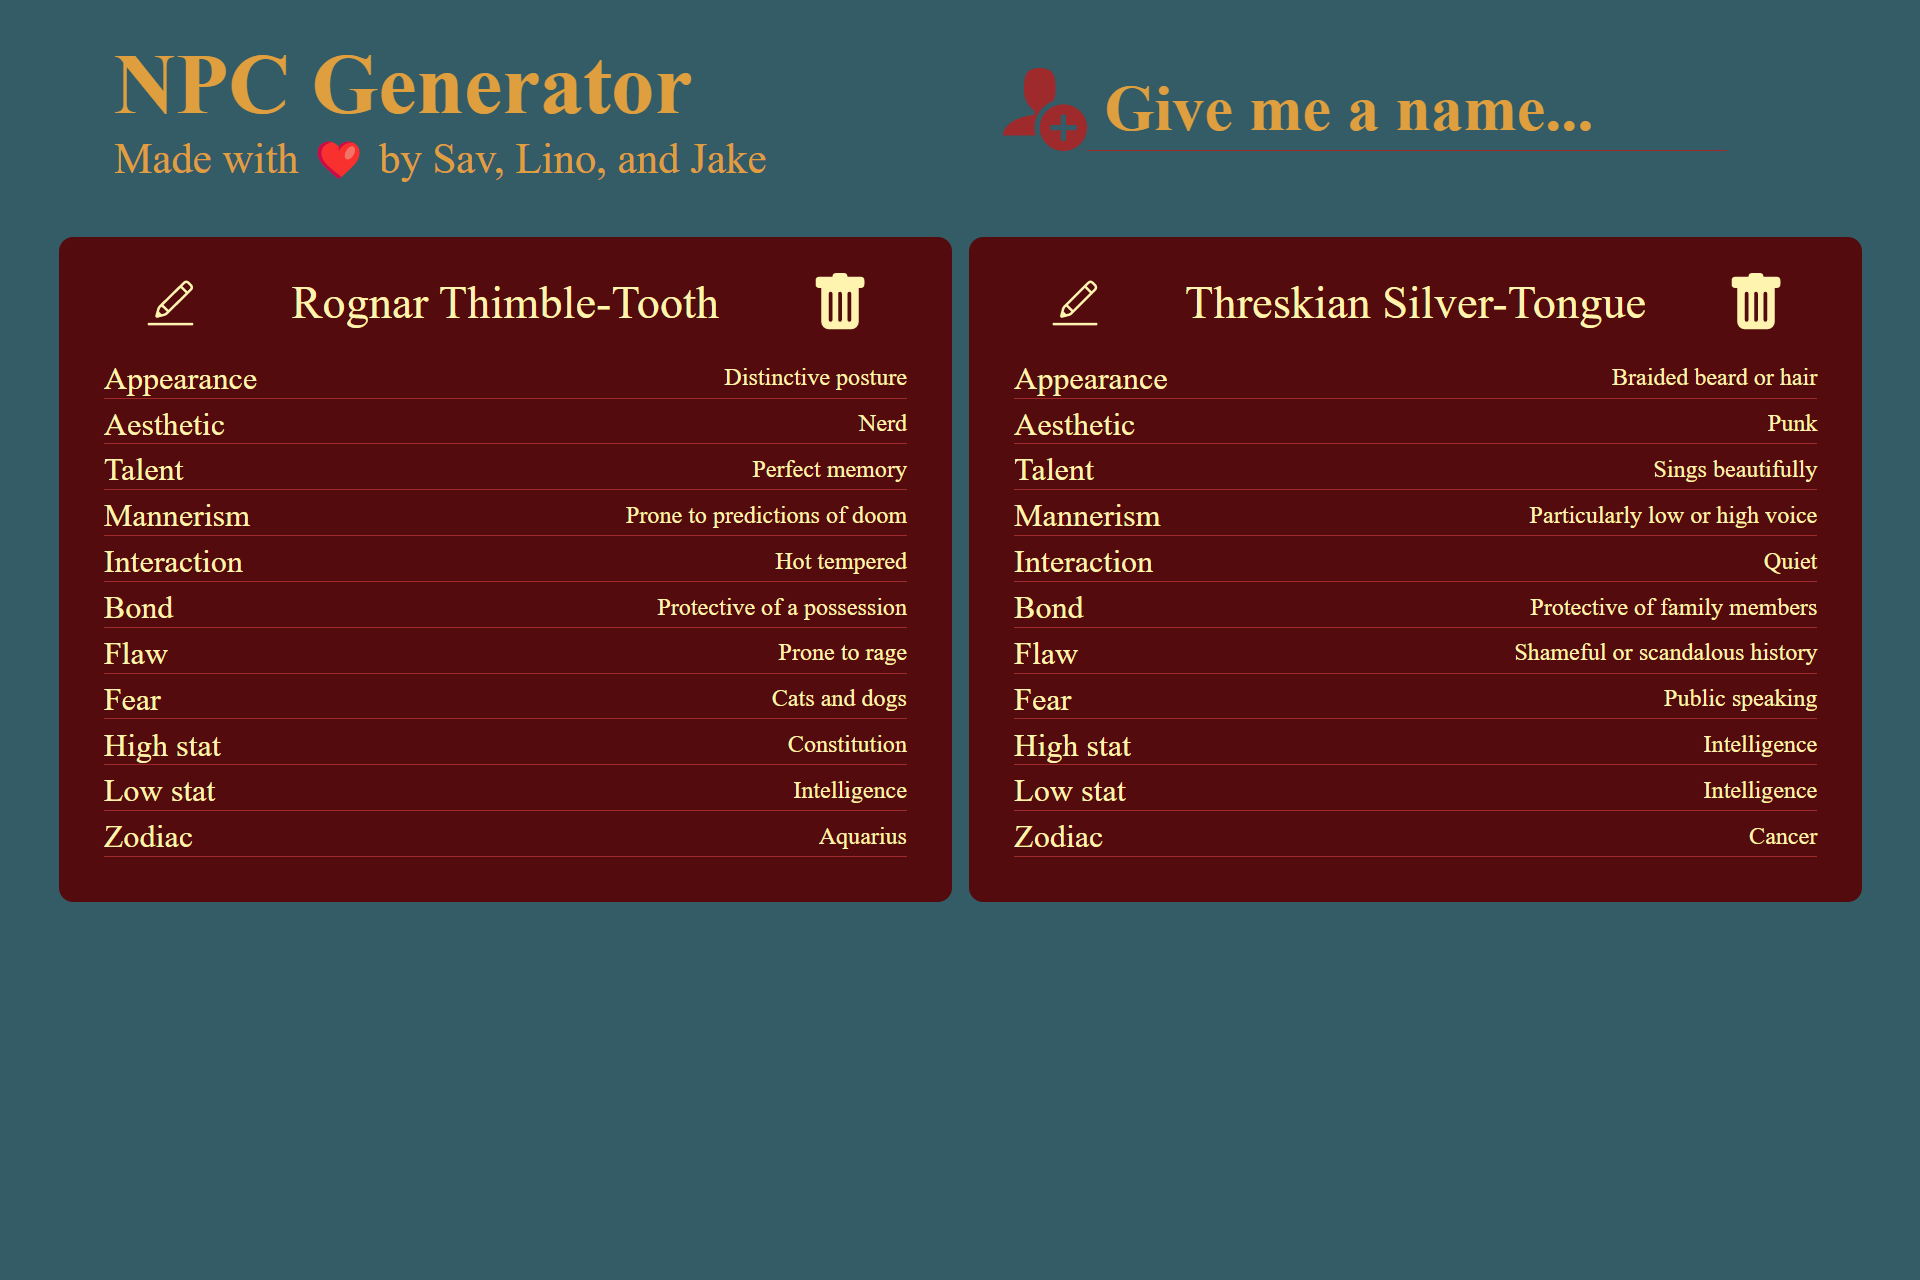 NPC Generator
Made with ❤️ by Sav, Lino, and Jake
Give me a name...
Rognar Thimble-Tooth
Appearance Distinctive posture
Aesthetic Nerd
Talent Perfect memory
Mannerism Prone to predictions of doom
Interaction Hot tempered
Bond Protective of a possession
Flaw Prone to rage
Fear Cats and dogs
High stat Constitution
Low stat Intelligence
Zodiac Aquarius
Threskian Silver-Tongue
Appearance Braided beard or hair
Aesthetic Punk
Talent Sings beautifully
Mannerism Particularly low or high voice
Interaction Quiet
Bond Protective of family members
Flaw Shameful or scandalous history
Fear Public speaking
High stat Intelligence
Low stat Intelligence
Zodiac Cancer